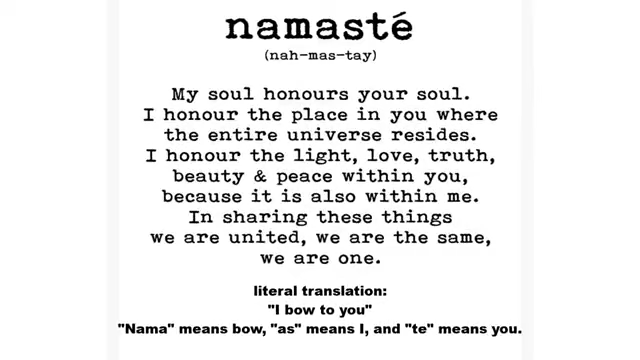 namasté
(nah-mas-tay)
My soul honours your soul.
I honour the place in you where
the entire universe resides.
I honour the light, love, truth,
beauty & peace within you,
because it is also within me.
In sharing these things
we are united, we are the same,
we are one.
literal translation:
"I bow to you"
"Nama" means bow, "as" means I, and "te" means you.